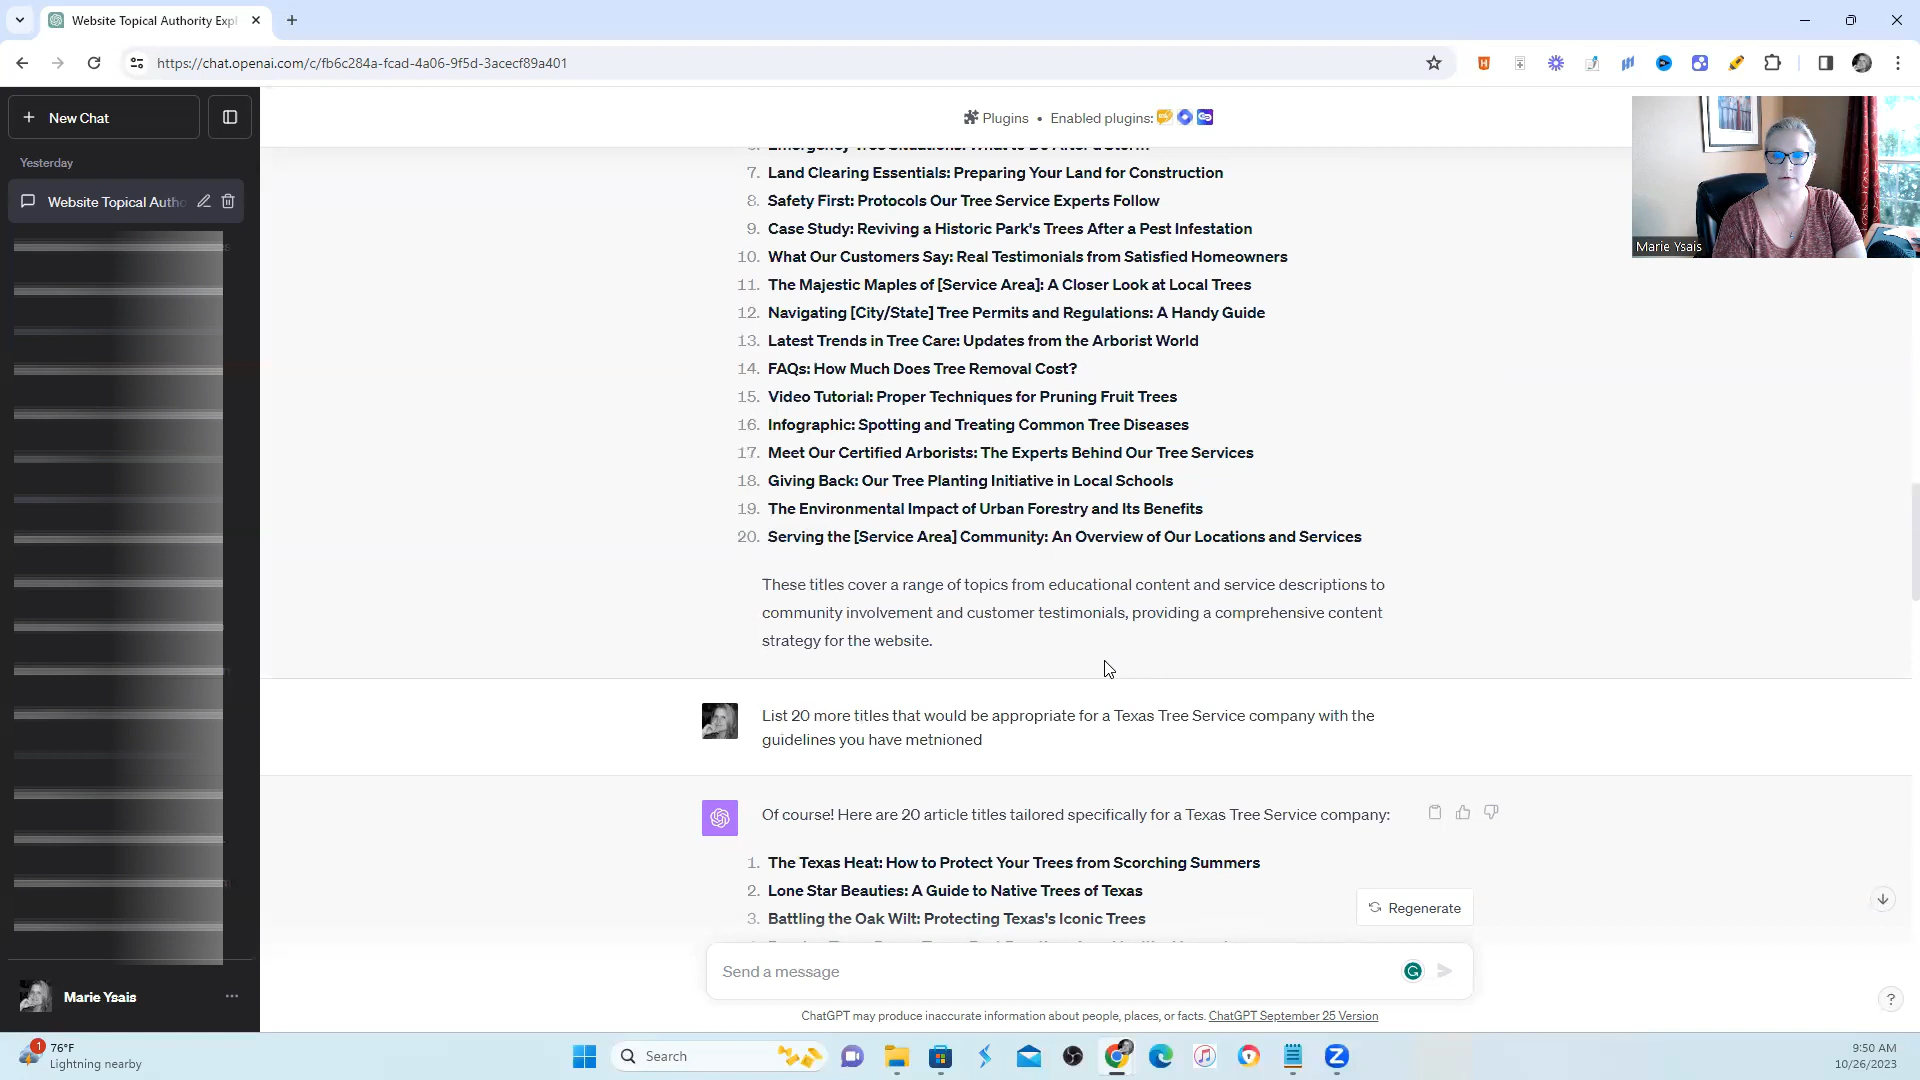 Website Topical Authority Expl
https://chat.openai.com/c/fb6c284a-fcad-4a06-9f5d-3acecf89a401
New Chat
Plugins • Enabled plugins:
Yesterday
Website Topical Autho
Emergency Tree Situations: What to Do After a Storm
7. Land Clearing Essentials: Preparing Your Land for Construction
8. Safety First: Protocols Our Tree Service Experts Follow
9. Case Study: Reviving a Historic Park's Trees After a Pest Infestation
10. What Our Customers Say: Real Testimonials from Satisfied Homeowners
11. The Majestic Maples of [Service Area]: A Closer Look at Local Trees
12. Navigating [City/State] Tree Permits and Regulations: A Handy Guide
13. Latest Trends in Tree Care: Updates from the Arborist World
14. FAQs: How Much Does Tree Removal Cost?
15. Video Tutorial: Proper Techniques for Pruning Fruit Trees
16. Infographic: Spotting and Treating Common Tree Diseases
17. Meet Our Certified Arborists: The Experts Behind Our Tree Services
18. Giving Back: Our Tree Planting Initiative in Local Schools
19. The Environmental Impact of Urban Forestry and Its Benefits
20. Serving the [Service Area] Community: An Overview of Our Locations and Services
These titles cover a range of topics from educational content and service descriptions to
community involvement and customer testimonials, providing a comprehensive content
strategy for the website.
List 20 more titles that would be appropriate for a Texas Tree Service company with the
guidelines you have metnioned
Of course! Here are 20 article titles tailored specifically for a Texas Tree Service company:
1. The Texas Heat: How to Protect Your Trees from Scorching Summers
2. Lone Star Beauties: A Guide to Native Trees of Texas
3. Battling the Oak Wilt: Protecting Texas's Iconic Trees
Regenerate
Send a message
ChatGPT may produce inaccurate information about people, places, or facts. ChatGPT September 25 Version
?
Marie Ysais
Marie Ysais
1
76°F
Lightning nearby
Search
9:50 AM
10/26/2023